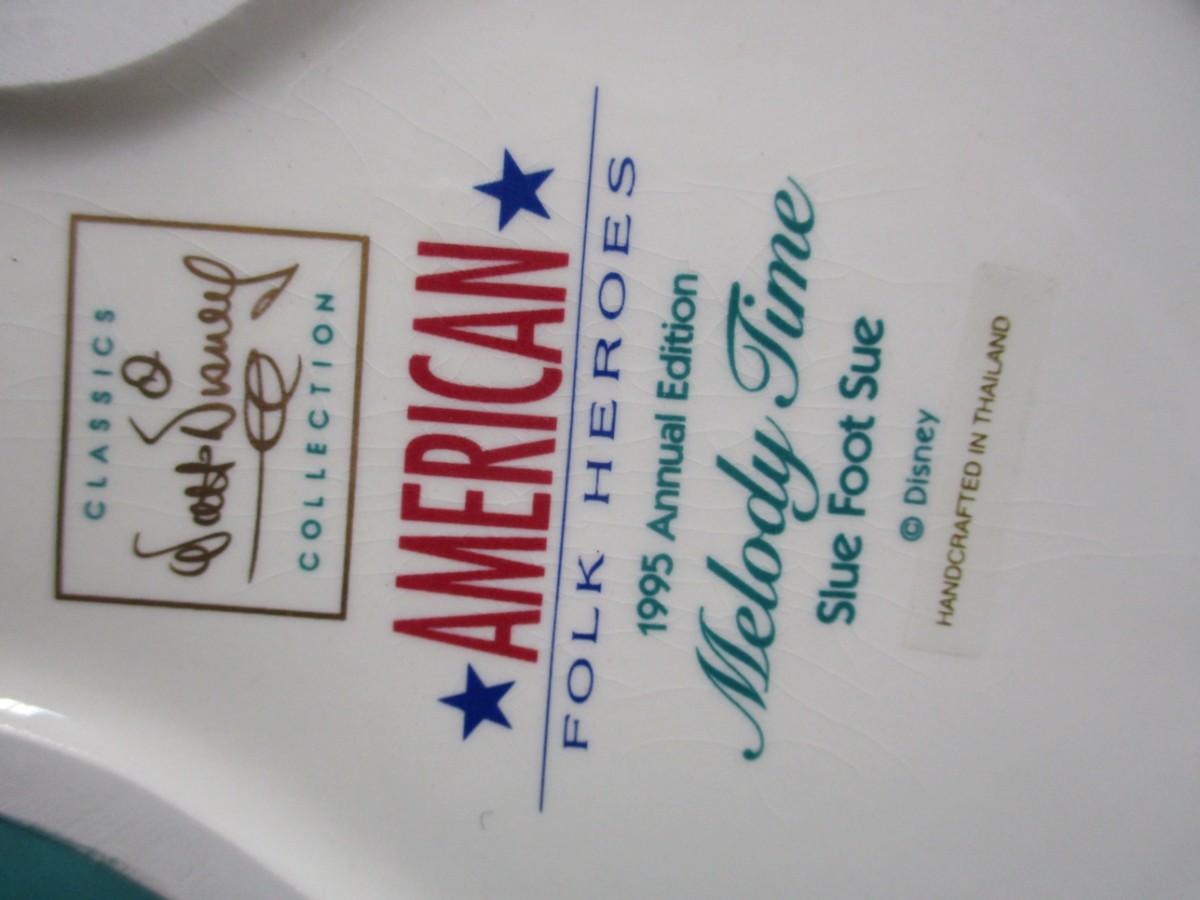 CLASSICS
Walt Disney
COLLECTION
AMERICAN
FOLK HEROES
1995 Annual Edition
Melody Time
Slue Foot Sue
© Disney
HANDCRAFTED IN THAILAND